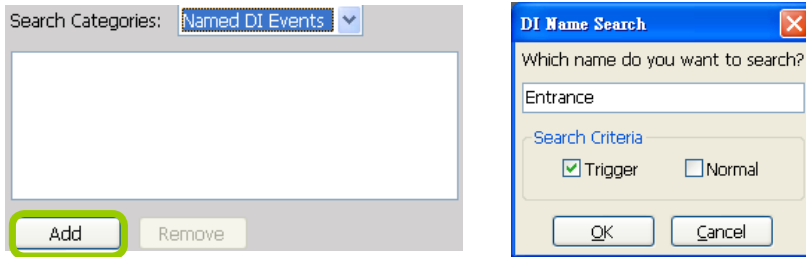 Search Categories: Named DI Events
Add Remove
DI Name Search
Which name do you want to search?
Entrance
Search Criteria
Trigger Normal
OK Cancel